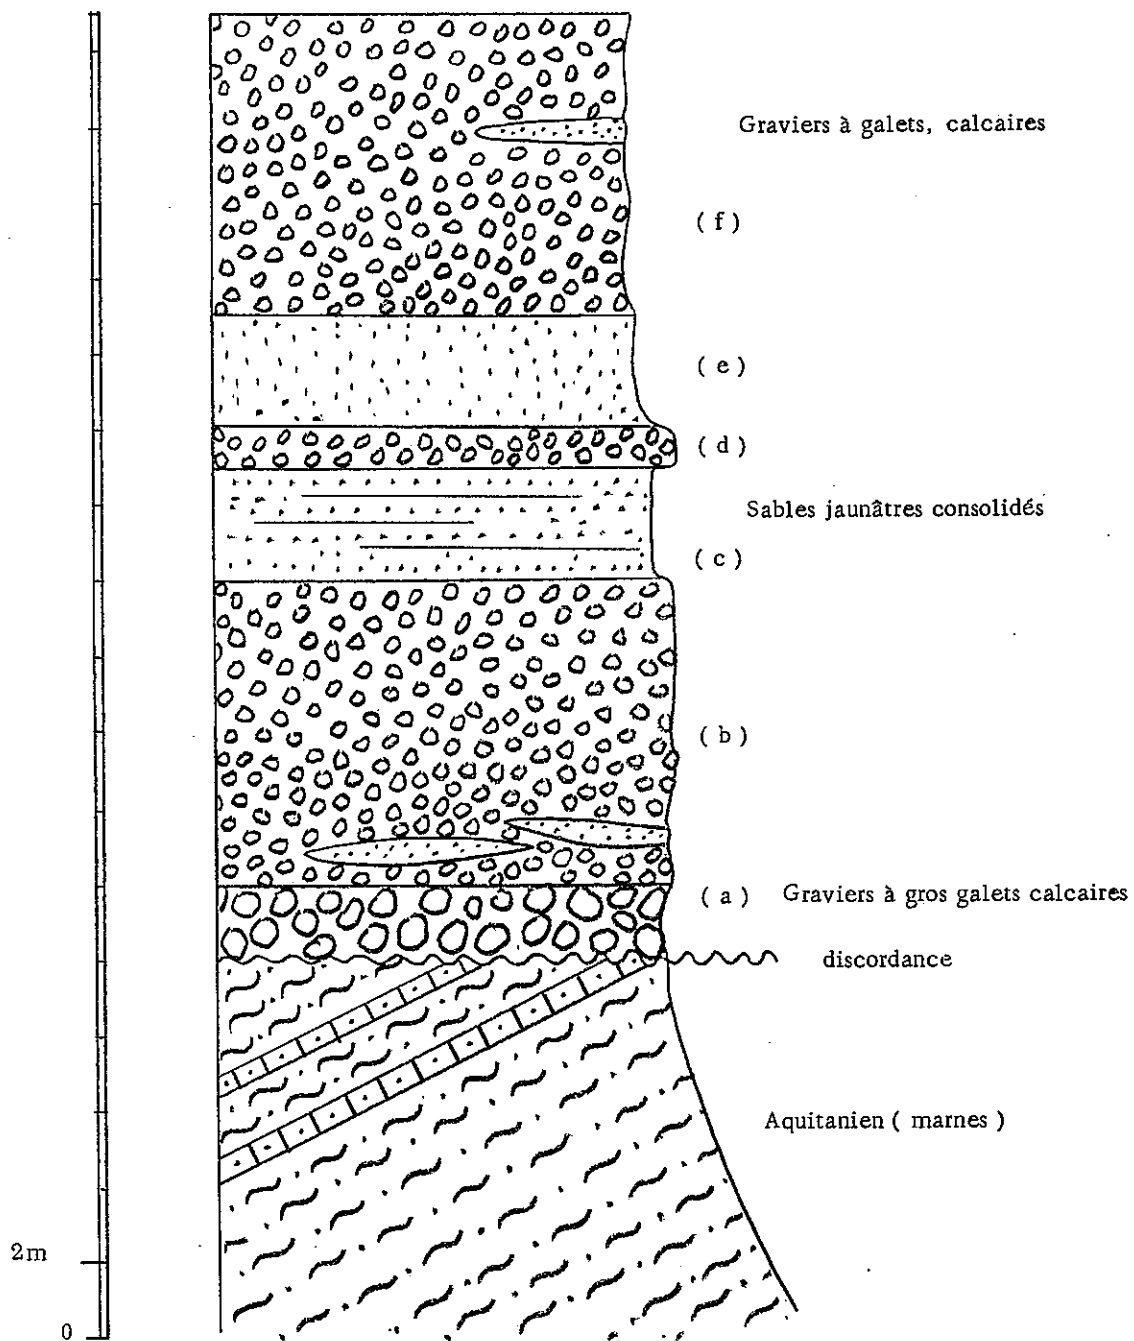 Graviers à galets, calcaires
( f )
( e )
( d )
Sables jaunâtres consolidés
( c )
( b )
( a ) Graviers à gros galets calcaires
discordance
Aquitanien ( marnes )
2m
0